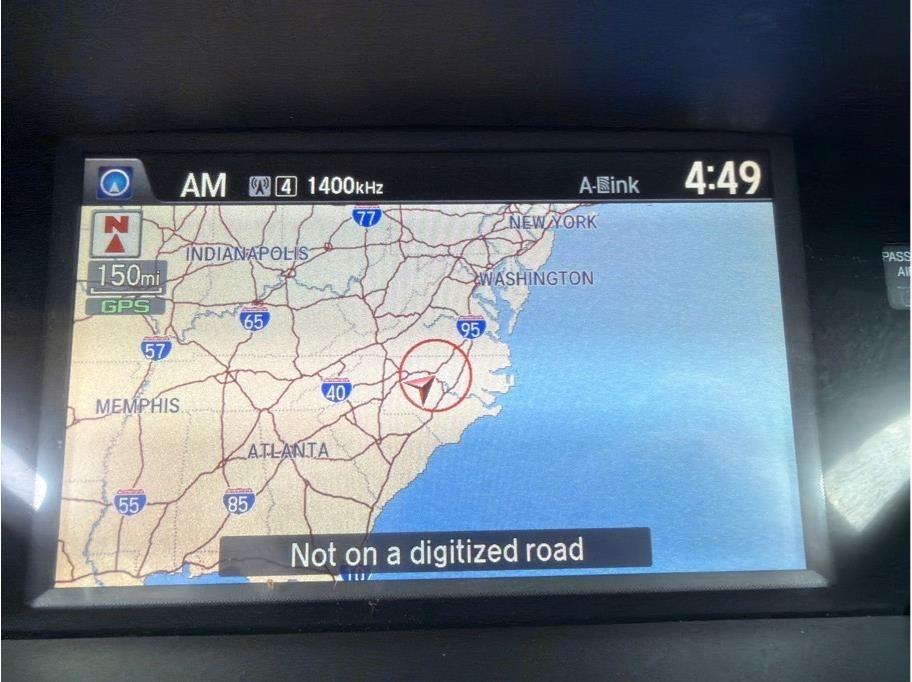 AM 4 1400kHz A-Link 4:49
77
N
NEW YORK
INDIANAPOLIS
150mi
WASHINGTON
GPS
65
95
57
40
MEMPHIS
ATLANTA
55
85
Not on a digitized road
PASS